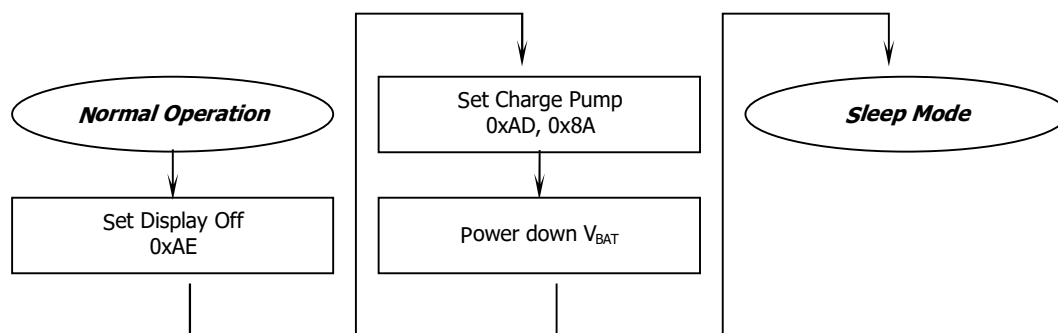 Normal Operation
Set Display Off
0xAE
Set Charge Pump
0xAD, 0x8A
Power down VBAT
Sleep Mode